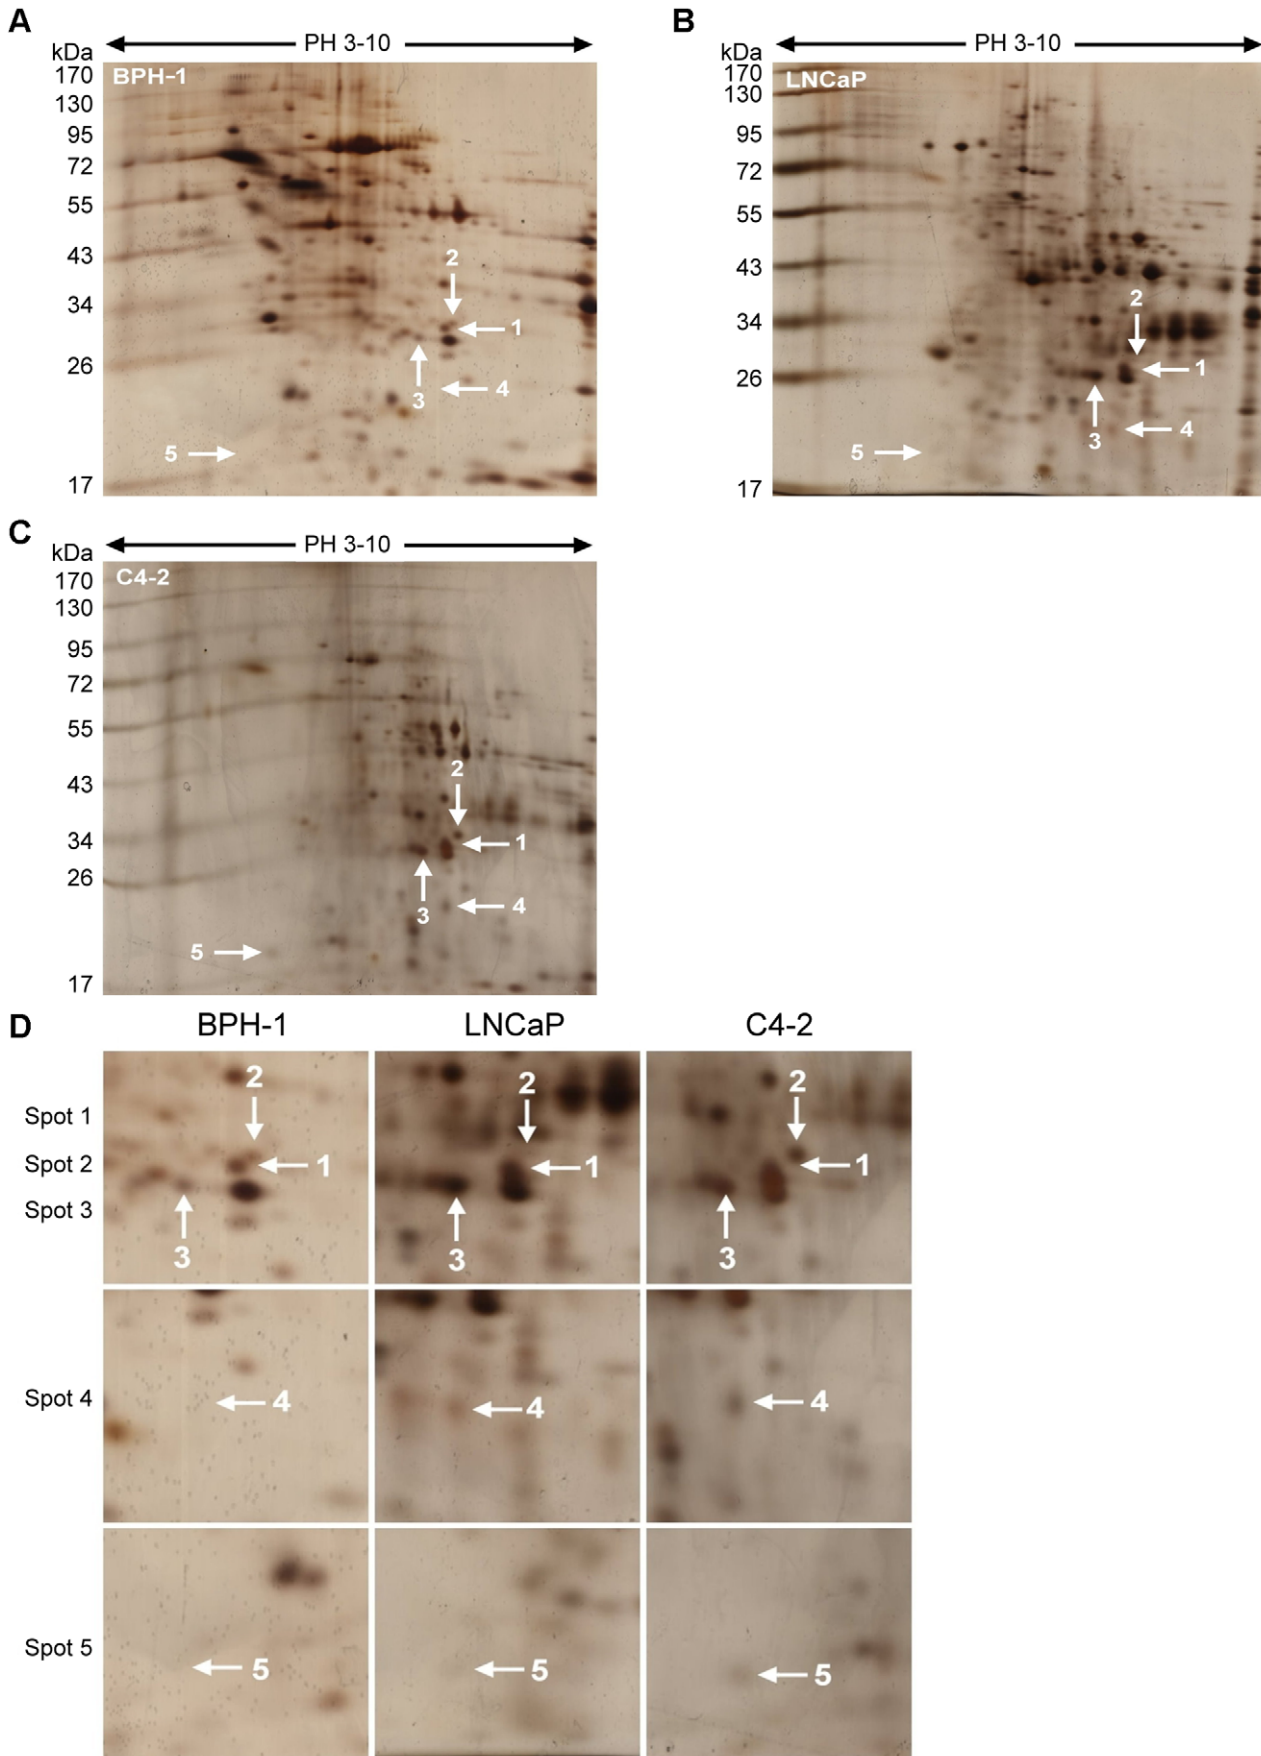 A
PH 3-10
kDa
BPH-1
170
130
95
72
55
43
34
26
17
2
1
3
4
5
B
PH 3-10
kDa
LNCaP
170
130
95
72
55
43
34
26
17
2
1
3
4
5
C
PH 3-10
kDa
C4-2
170
130
95
72
55
43
34
26
17
2
1
3
4
5
D
BPH-1 LNCaP C4-2
Spot 1
Spot 2
Spot 3
2 2 2
1 1 1
3 3 3
Spot 4
4 4 4
Spot 5
5 5 5